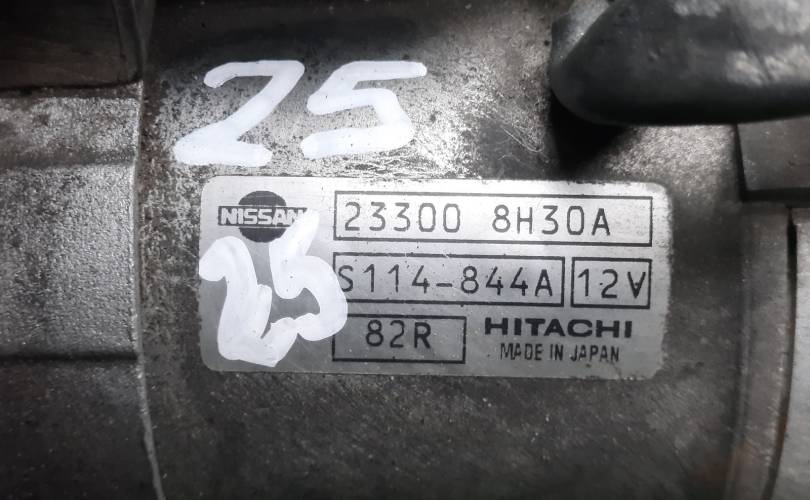 25
NISSAN
23300 8H30A
25
S114-844A 12V
82R HITACHI
MADE IN JAPAN